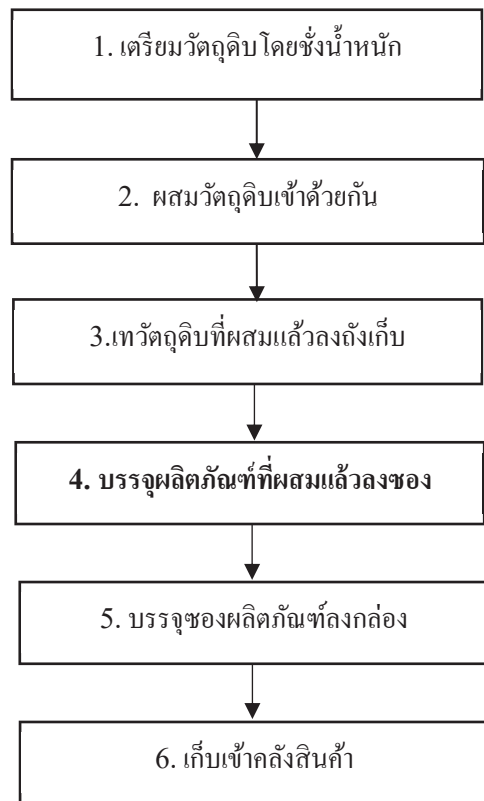 1. เตรียมวัตถุดิบโดยชั่งน้ำหนัก
2. ผสมวัตถุดิบเข้าด้วยกัน
3.เทวัตถุดิบที่ผสมแล้วลงถังเก็บ
4. บรรจุผลิตภัณฑ์ที่ผสมแล้วลงซอง
5. บรรจุซองผลิตภัณฑ์ลงกล่อง
6. เก็บเข้าคลังสินค้า